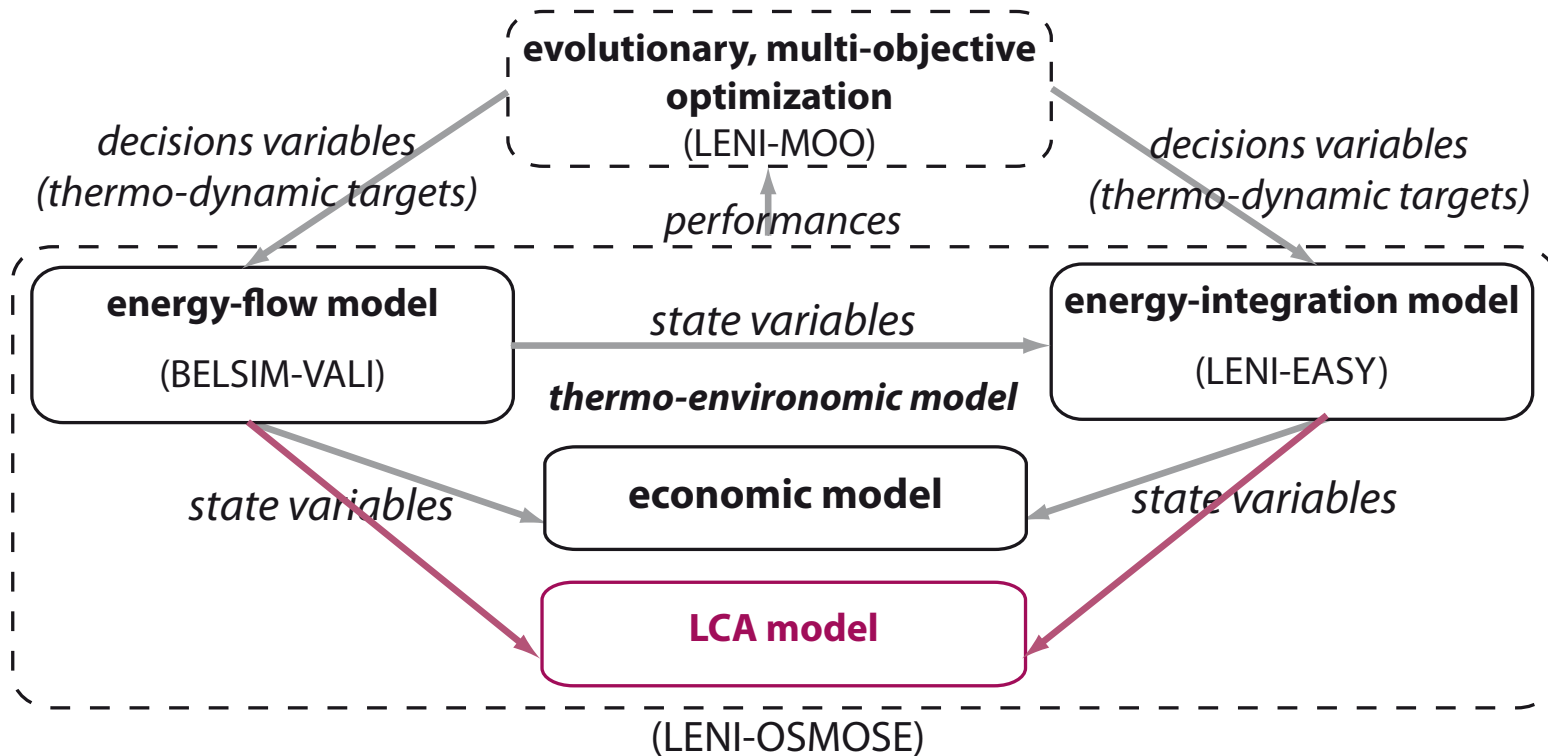 evolutionary, multi-objective
optimization
(LENI-MOO)
decisions variables
(thermo-dynamic targets)
decisions variables
(thermo-dynamic targets)
performances
energy-flow model
(BELSIM-VALI)
state variables
energy-integration model
(LENI-EASY)
thermo-environomic model
economic model
state variables
state variables
LCA model
(LENI-OSMOSE)